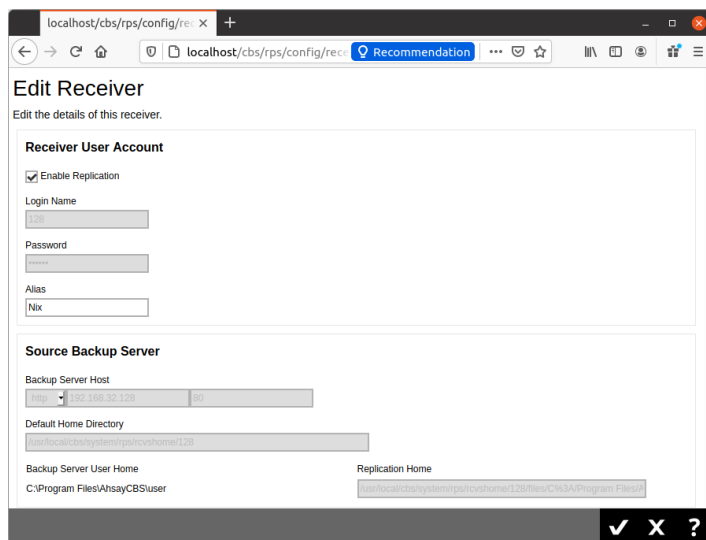 localhost/cbs/rps/config/rec
localhost/cbs/rps/config/rece
Recommendation
Edit Receiver
Edit the details of this receiver.
Receiver User Account
Enable Replication
Login Name
128
Password
••••••
Alias
Nix
Source Backup Server
Backup Server Host
http 192.168.32.128 80
Default Home Directory
/usr/local/cbs/system/rps/rcvshome/128
Backup Server User Home Replication Home
C:\Program Files\AhsayCBS\user /usr/local/cbs/system/rps/rcvshome/128/files/C%3A/Program Files/A
?